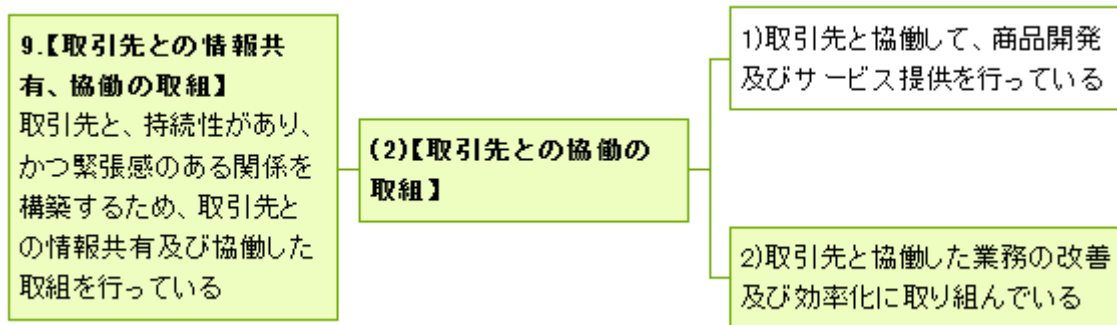 9.【取引先との情報共
有、協働の取組】
取引先と、持続性があり、
かつ緊張感のある関係を
構築するため、取引先と
の情報共有及び協働した
取組を行っている
(2)【取引先との協働の
取組】
1)取引先と協働して、商品開発
及びサービス提供を行っている
2)取引先と協働した業務の改善
及び効率化に取り組んでいる